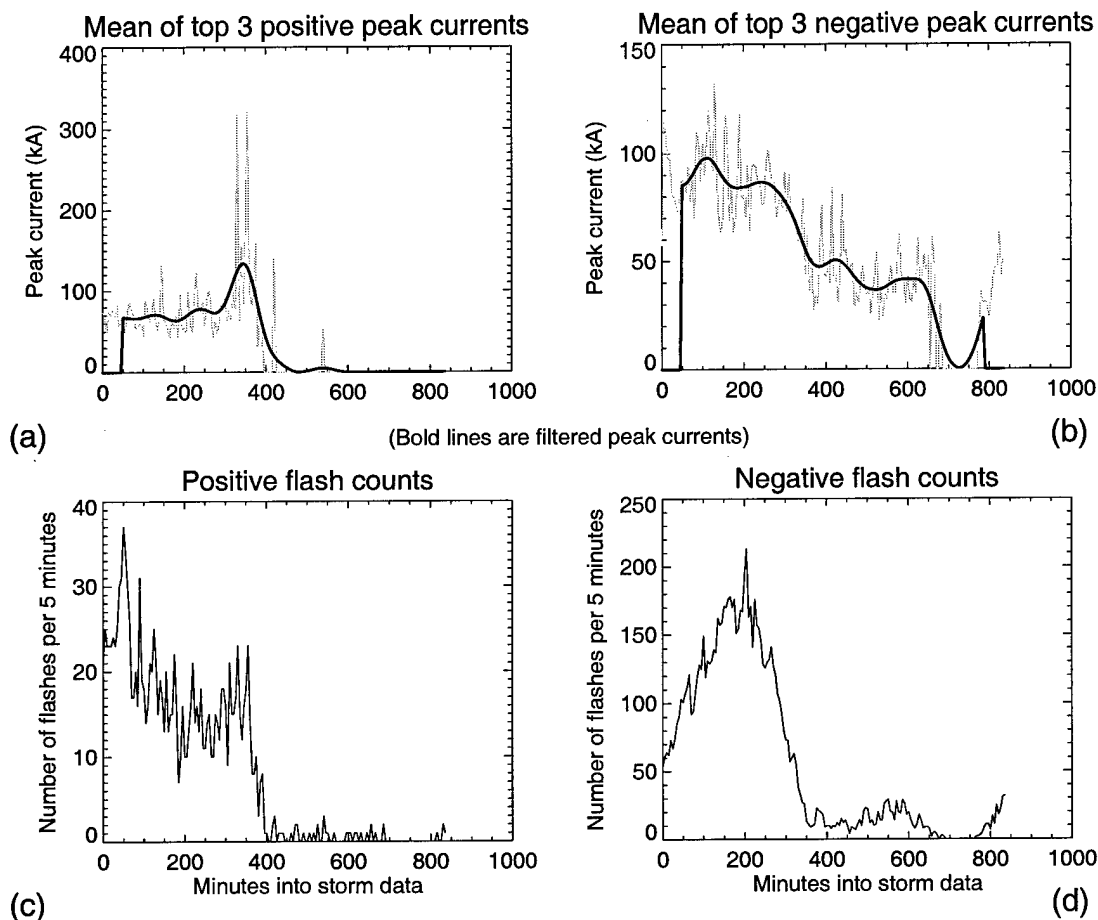 Mean of top 3 positive peak currents
400
300
200
100
0
Peak current (kA)
0 200 400 600 800 1000
(a)
Mean of top 3 negative peak currents
150
100
50
0
Peak current (kA)
0 200 400 600 800 1000
(b)
(Bold lines are filtered peak currents)
Positive flash counts
40
30
20
10
0
Number of flashes per 5 minutes
0 200 400 600 800 1000
Minutes into storm data
(c)
Negative flash counts
250
200
150
100
50
0
Number of flashes per 5 minutes
0 200 400 600 800 1000
Minutes into storm data
(d)